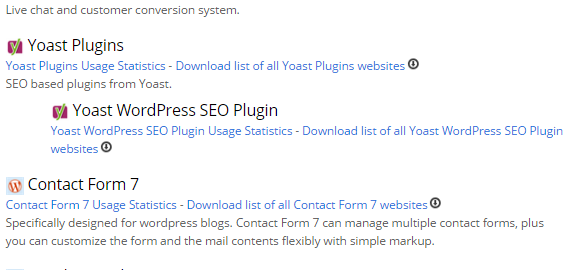 Live chat and customer conversion system.
Yoast Plugins
Yoast Plugins Usage Statistics - Download list of all Yoast Plugins websites
SEO based plugins from Yoast.
Yoast WordPress SEO Plugin
Yoast WordPress SEO Plugin Usage Statistics - Download list of all Yoast WordPress SEO Plugin
websites
Contact Form 7
Contact Form 7 Usage Statistics - Download list of all Contact Form 7 websites
Specifically designed for wordpress blogs. Contact Form 7 can manage multiple contact forms, plus
you can customize the form and the mail contents flexibly with simple markup.